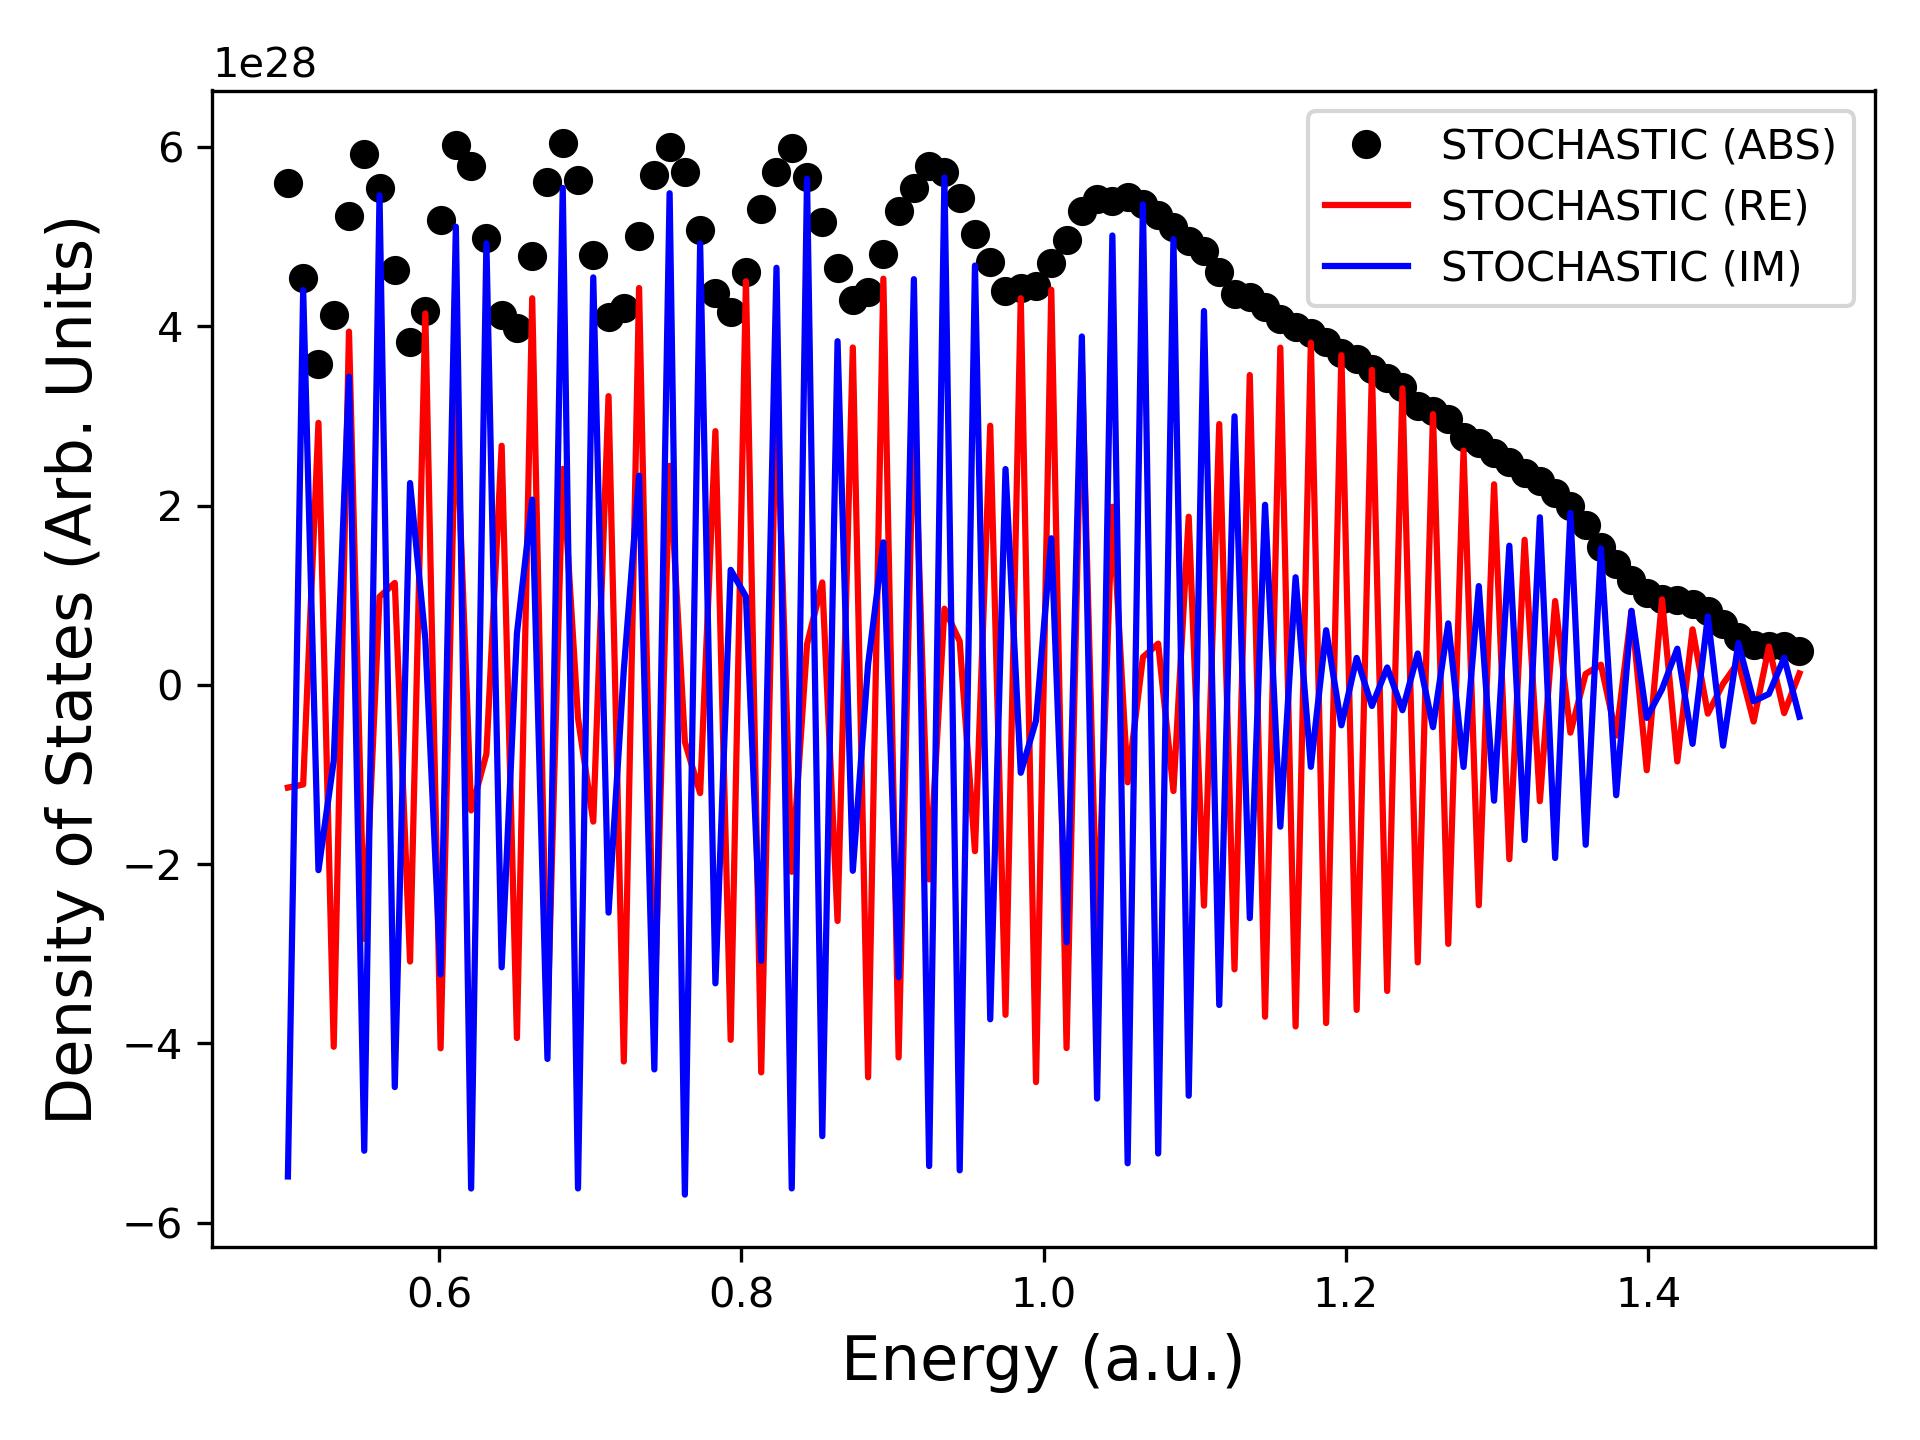 1e28
6
4
2
0
−2
−4
−6
Density of States (Arb. Units)
STOCHASTIC (ABS)
STOCHASTIC (RE)
STOCHASTIC (IM)
0.6 0.8 1.0 1.2 1.4
Energy (a.u.)